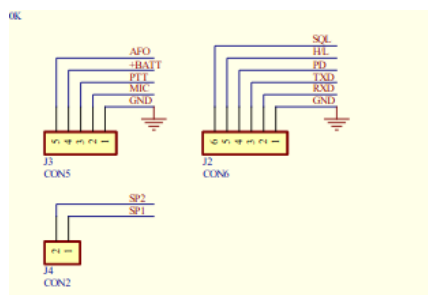 0K
AFO
+BATT
PTT
MIC
GND
5 4 3 2 1
J3
CON5
SQL
H/L
PD
TXD
RXD
GND
6 5 4 3 2 1
J2
CON6
SP2
SP1
2 1
J4
CON2